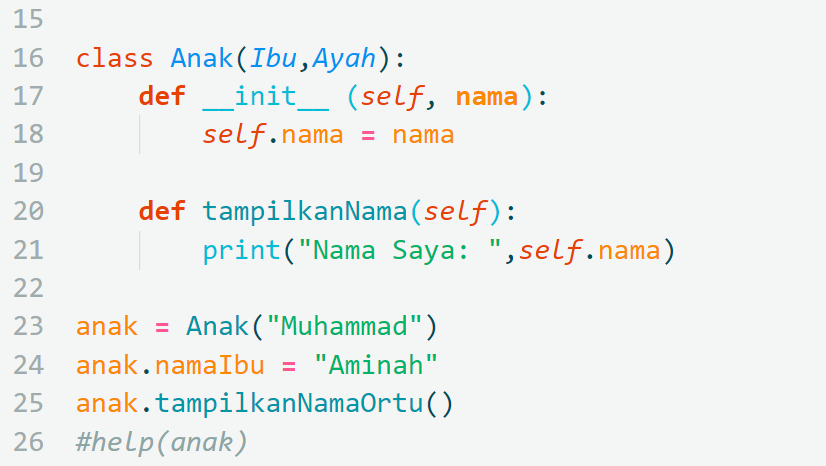 15
16 class Anak(Ibu,Ayah):
17     def __init__ (self, nama):
18         self.nama = nama
19
20     def tampilkanNama(self):
21         print("Nama Saya: ",self.nama)
22
23 anak = Anak("Muhammad")
24 anak.namaIbu = "Aminah"
25 anak.tampilkanNamaOrtu()
26 #help(anak)